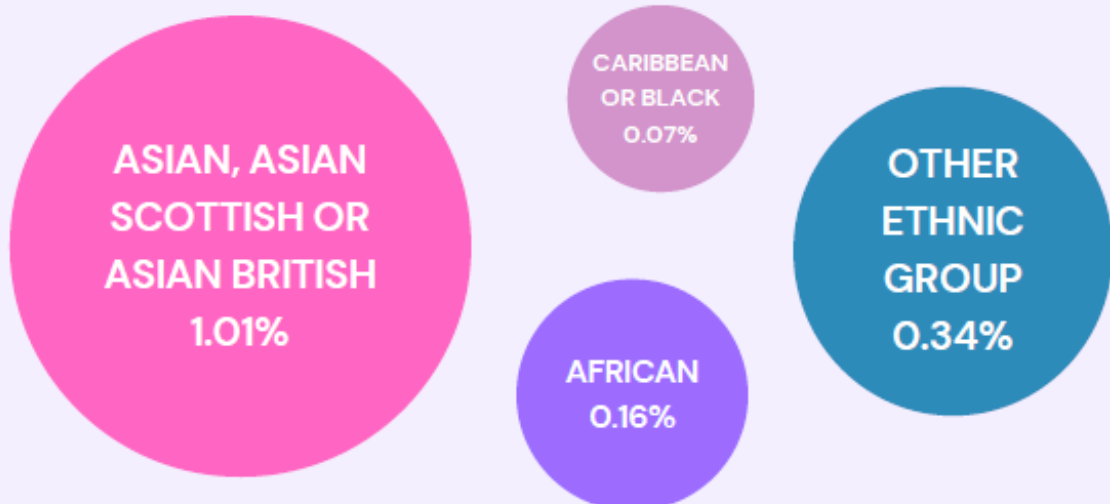 ASIAN, ASIAN
SCOTTISH OR
ASIAN BRITISH
1.01%
CARIBBEAN
OR BLACK
0.07%
AFRICAN
0.16%
OTHER
ETHNIC
GROUP
0.34%